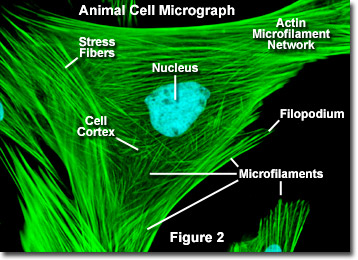 Animal Cell Micrograph
Stress
Fibers
Actin
Microfilament
Network
Nucleus
Filopodium
Cell
Cortex
Microfilaments
Figure 2